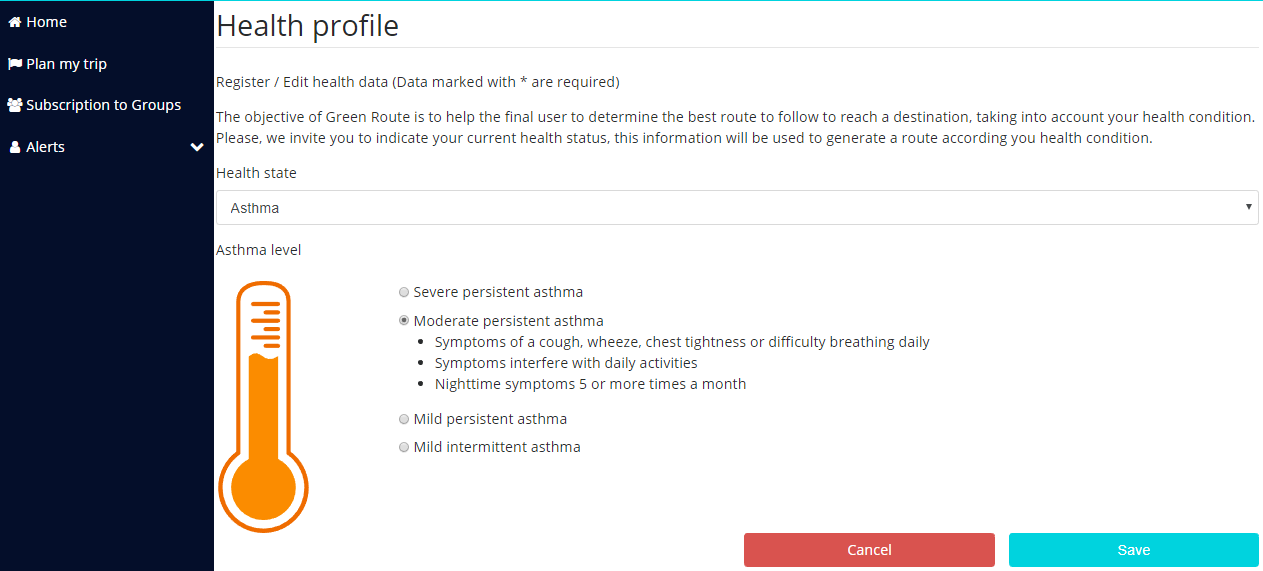 Home
Plan my trip
Subscription to Groups
Alerts
Health profile
Register / Edit health data (Data marked with * are required)
The objective of Green Route is to help the final user to determine the best route to follow to reach a destination, taking into account your health condition.
Please, we invite you to indicate your current health status, this information will be used to generate a route according you health condition.
Health state
Asthma
Asthma level
Severe persistent asthma
Moderate persistent asthma
• Symptoms of a cough, wheeze, chest tightness or difficulty breathing daily
• Symptoms interfere with daily activities
• Nighttime symptoms 5 or more times a month
Mild persistent asthma
Mild intermittent asthma
Cancel
Save